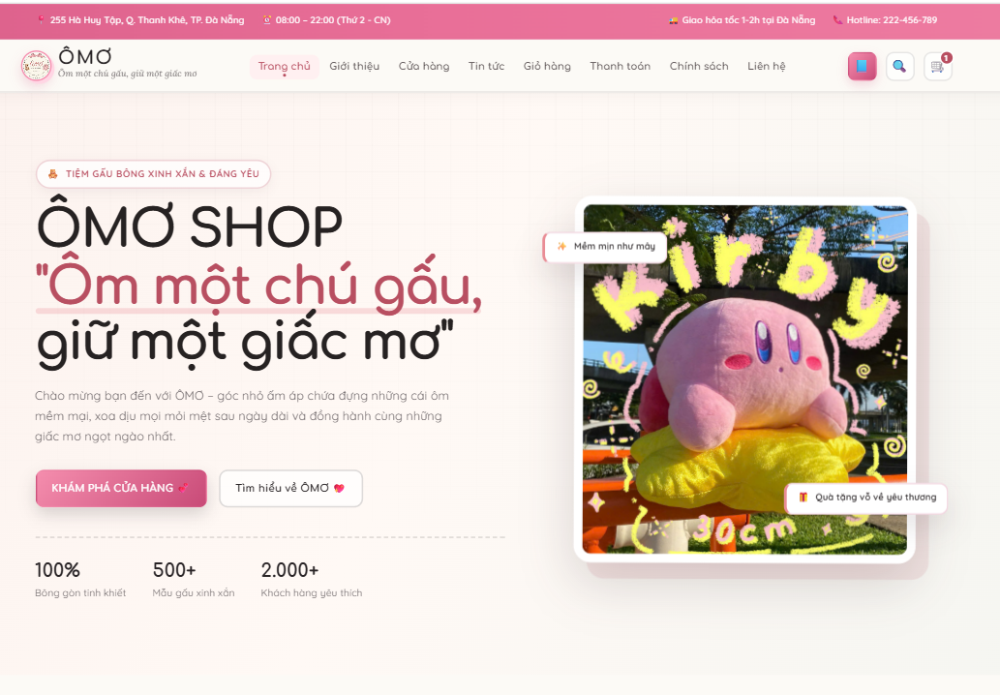 255 Hà Huy Tập, Q. Thanh Khê, TP. Đà Nẵng
08:00 – 22:00 (Thứ 2 - CN)
Giao hỏa tốc 1-2h tại Đà Nẵng
Hotline: 222-456-789
ÔMƠ
Ôm một chú gấu, giữ một giấc mơ
Trang chủ
Giới thiệu
Cửa hàng
Tin tức
Giỏ hàng
Thanh toán
Chính sách
Liên hệ
1
TIỆM GẤU BÔNG XINH XẮN & ĐÁNG YÊU
ÔMƠ SHOP
"Ôm một chú gấu,
giữ một giấc mơ"
Chào mừng bạn đến với ÔMƠ – góc nhỏ ấm áp chứa đựng những cái ôm
mềm mại, xoa dịu mọi mỏi mệt sau ngày dài và đồng hành cùng những
giấc mơ ngọt ngào nhất.
KHÁM PHÁ CỬA HÀNG
Tìm hiểu về ÔMƠ
100%
Bông gòn tinh khiết
500+
Mẫu gấu xinh xắn
2.000+
Khách hàng yêu thích
Mềm mịn như mây
Kirby
Quà tặng vỗ về yêu thương
30cm